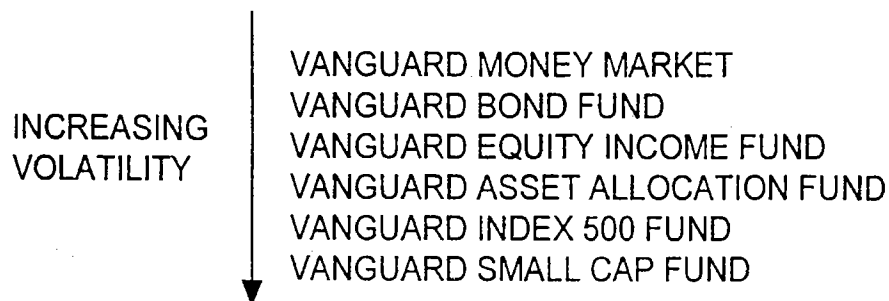 INCREASING
VOLATILITY
VANGUARD MONEY MARKET
VANGUARD BOND FUND
VANGUARD EQUITY INCOME FUND
VANGUARD ASSET ALLOCATION FUND
VANGUARD INDEX 500 FUND
VANGUARD SMALL CAP FUND